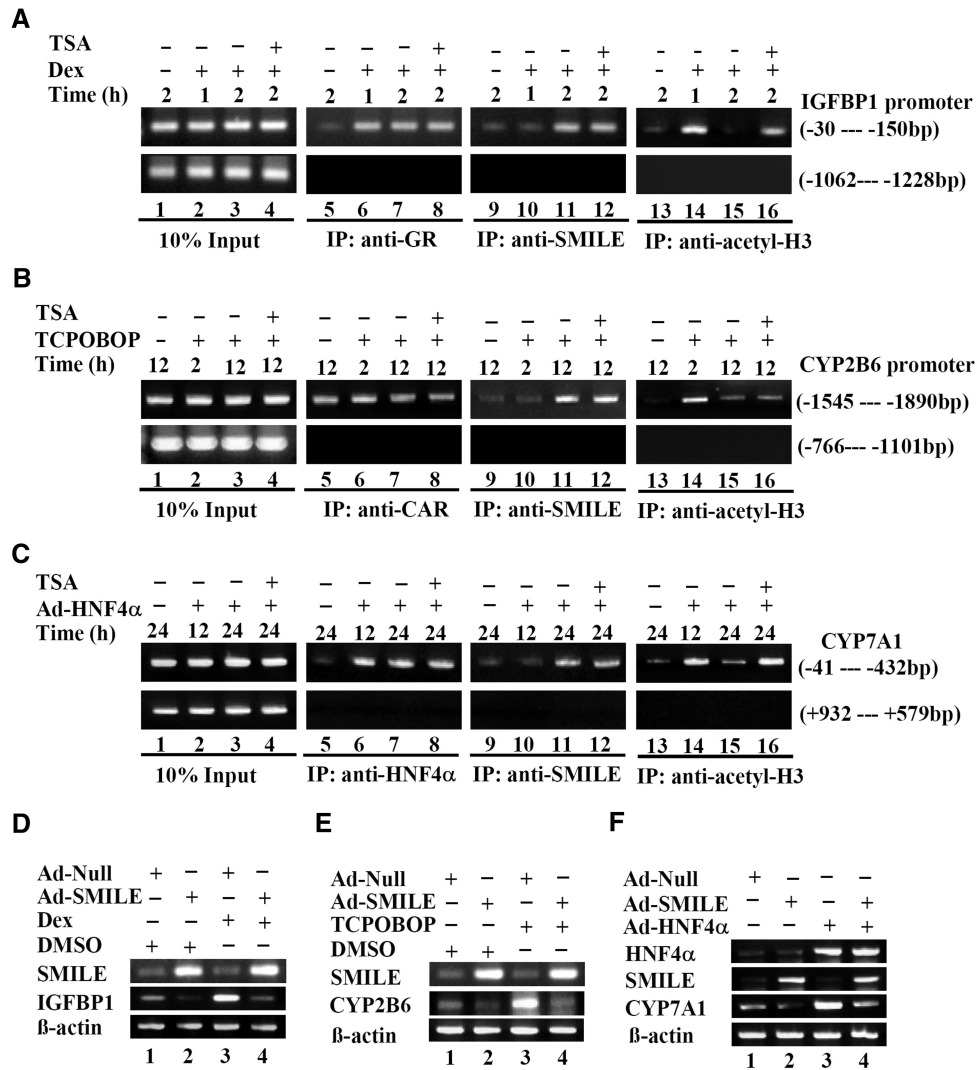 A
TSA – – – + – – – + – – – + – – – +
Dex – + + + – + + + – + + + – + + +
Time (h) 2 1 2 2 2 1 2 2 2 1 2 2 2 1 2 2
IGFBP1 promoter
(-30 --- -150bp)
(-1062--- -1228bp)
1 2 3 4 5 6 7 8 9 10 11 12 13 14 15 16
10% Input IP: anti-GR IP: anti-SMILE IP: anti-acetyl-H3
B
TSA – – – + – – – + – – – + – – – +
TCPOBOP – + + + – + + + – + + + – + + +
Time (h) 12 2 12 12 12 2 12 12 12 2 12 12 12 2 12 12
CYP2B6 promoter
(-1545 --- -1890bp)
(-766--- -1101bp)
1 2 3 4 5 6 7 8 9 10 11 12 13 14 15 16
10% Input IP: anti-CAR IP: anti-SMILE IP: anti-acetyl-H3
C
TSA – – – + – – – + – – – + – – – +
Ad-HNF4α – + + + – + + + – + + + – + + +
Time (h) 24 12 24 24 24 12 24 24 24 12 24 24 24 12 24 24
CYP7A1
(-41 --- -432bp)
(+932 --- +579bp)
1 2 3 4 5 6 7 8 9 10 11 12 13 14 15 16
10% Input IP: anti-HNF4α IP: anti-SMILE IP: anti-acetyl-H3
D
Ad-Null + – + –
Ad-SMILE – + – +
Dex – – + +
DMSO + + – –
SMILE
IGFBP1
ß-actin
1 2 3 4
E
Ad-Null + – + –
Ad-SMILE – + – +
TCPOBOP – – + +
DMSO + + – –
SMILE
CYP2B6
ß-actin
1 2 3 4
F
Ad-Null + – – –
Ad-SMILE – + – +
Ad-HNF4α – – + +
HNF4α
SMILE
CYP7A1
ß-actin
1 2 3 4